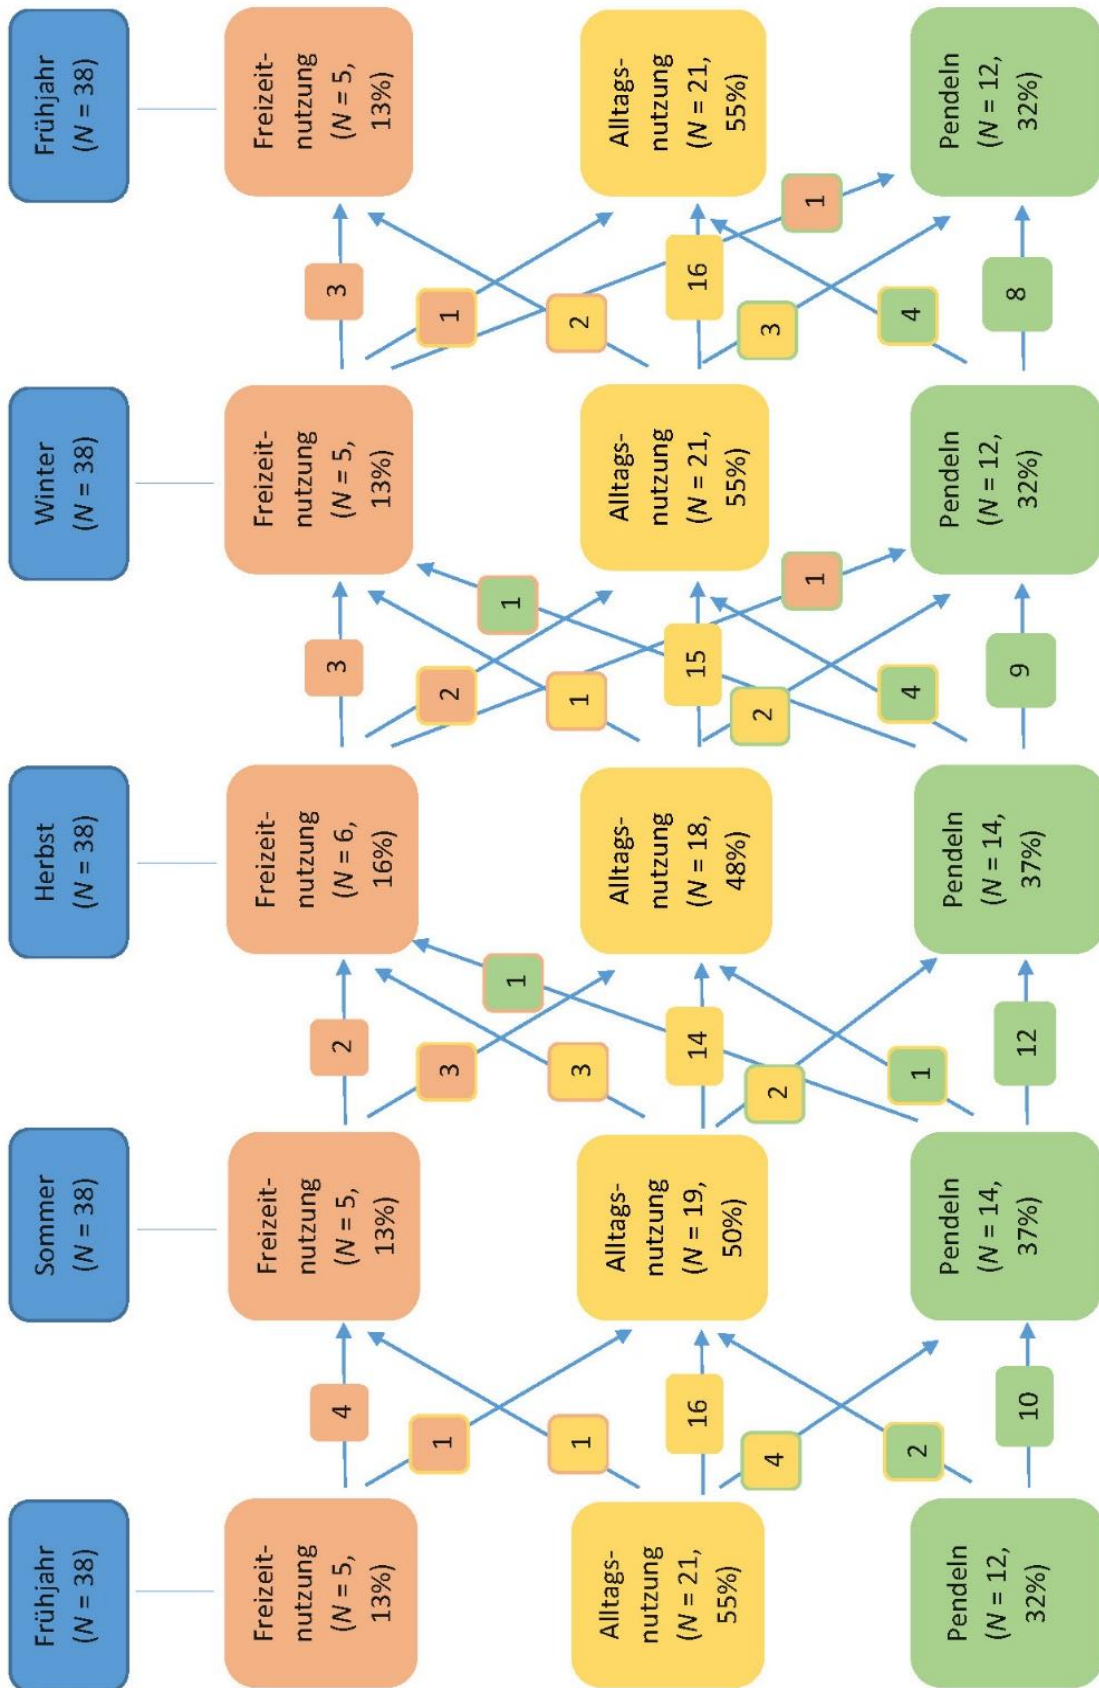 Frühjahr
(N = 38)
Sommer
(N = 38)
Herbst
(N = 38)
Winter
(N = 38)
Frühjahr
(N = 38)
Freizeit-
nutzung
(N = 5,
13%)
4
Freizeit-
nutzung
(N = 5,
13%)
2
Freizeit-
nutzung
(N = 6,
16%)
3
Freizeit-
nutzung
(N = 5,
13%)
3
Freizeit-
nutzung
(N = 5,
13%)
1
3
2
1
1
1
1
3
1
2
Alltags-
nutzung
(N = 21,
55%)
16
Alltags-
nutzung
(N = 19,
50%)
14
Alltags-
nutzung
(N = 18,
48%)
15
Alltags-
nutzung
(N = 21,
55%)
16
Alltags-
nutzung
(N = 21,
55%)
4
2
2
3
1
1
2
1
4
4
Pendeln
(N = 12,
32%)
10
Pendeln
(N = 14,
37%)
12
Pendeln
(N = 14,
37%)
9
Pendeln
(N = 12,
32%)
8
Pendeln
(N = 12,
32%)